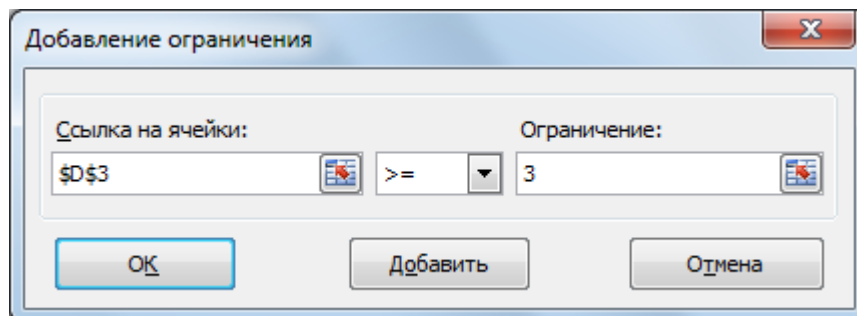 Добавление ограничения
Ссылка на ячейки: Ограничение:
$D$3 >= 3
ОК Добавить Отмена